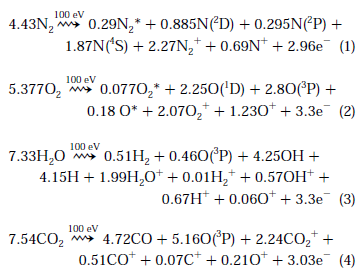 4.43N₂ 100 eV 0.29N₂* + 0.885N(²D) + 0.295N(²P) +
1.87N(⁴S) + 2.27N₂⁺ + 0.69N⁺ + 2.96e⁻ (1)
5.377O₂ 100 eV 0.077O₂* + 2.25O(¹D) + 2.8O(³P) +
0.18 O* + 2.07O₂⁺ + 1.23O⁺ + 3.3e⁻ (2)
7.33H₂O 100 eV 0.51H₂ + 0.46O(³P) + 4.25OH +
4.15H + 1.99H₂O⁺ + 0.01H₂⁺ + 0.57OH⁺ +
0.67H⁺ + 0.06O⁺ + 3.3e⁻ (3)
7.54CO₂ 100 eV 4.72CO + 5.16O(³P) + 2.24CO₂⁺ +
0.51CO⁺ + 0.07C⁺ + 0.21O⁺ + 3.03e⁻ (4)